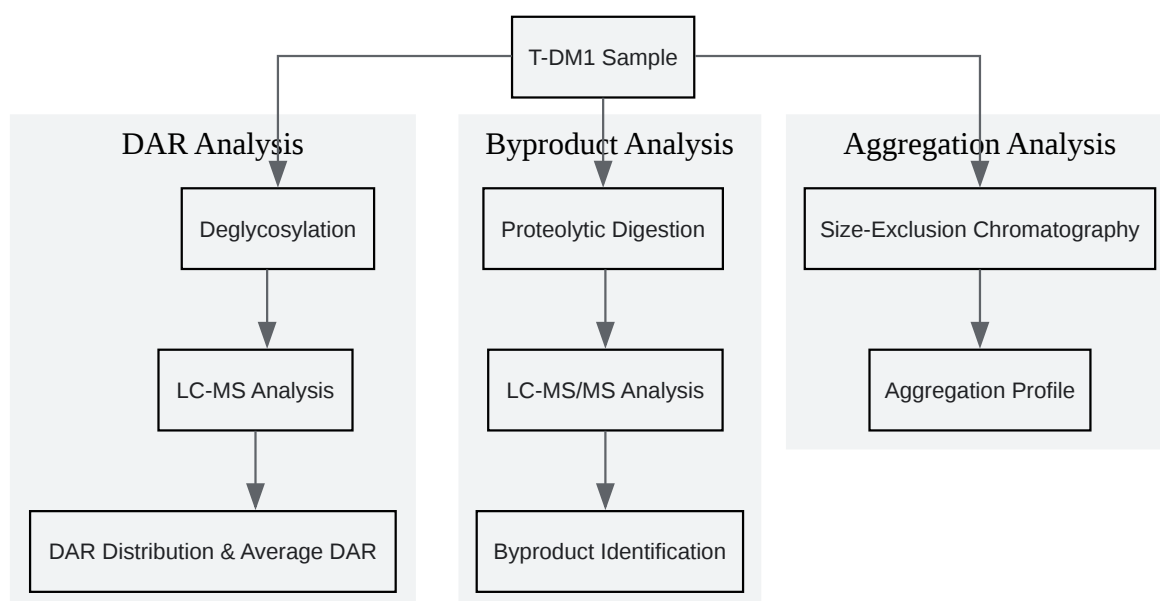 T-DM1 Sample
DAR Analysis
Byproduct Analysis
Aggregation Analysis
Deglycosylation
Proteolytic Digestion
Size-Exclusion Chromatography
LC-MS Analysis
LC-MS/MS Analysis
Aggregation Profile
DAR Distribution & Average DAR
Byproduct Identification